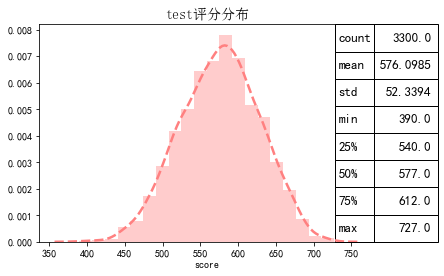 test评分分布
0.008
0.007
0.006
0.005
0.004
0.003
0.002
0.001
0.000
350 400 450 500 550 600 650 700 750
score
count 3300.0
mean 576.0985
std 52.3394
min 390.0
25% 540.0
50% 577.0
75% 612.0
max 727.0